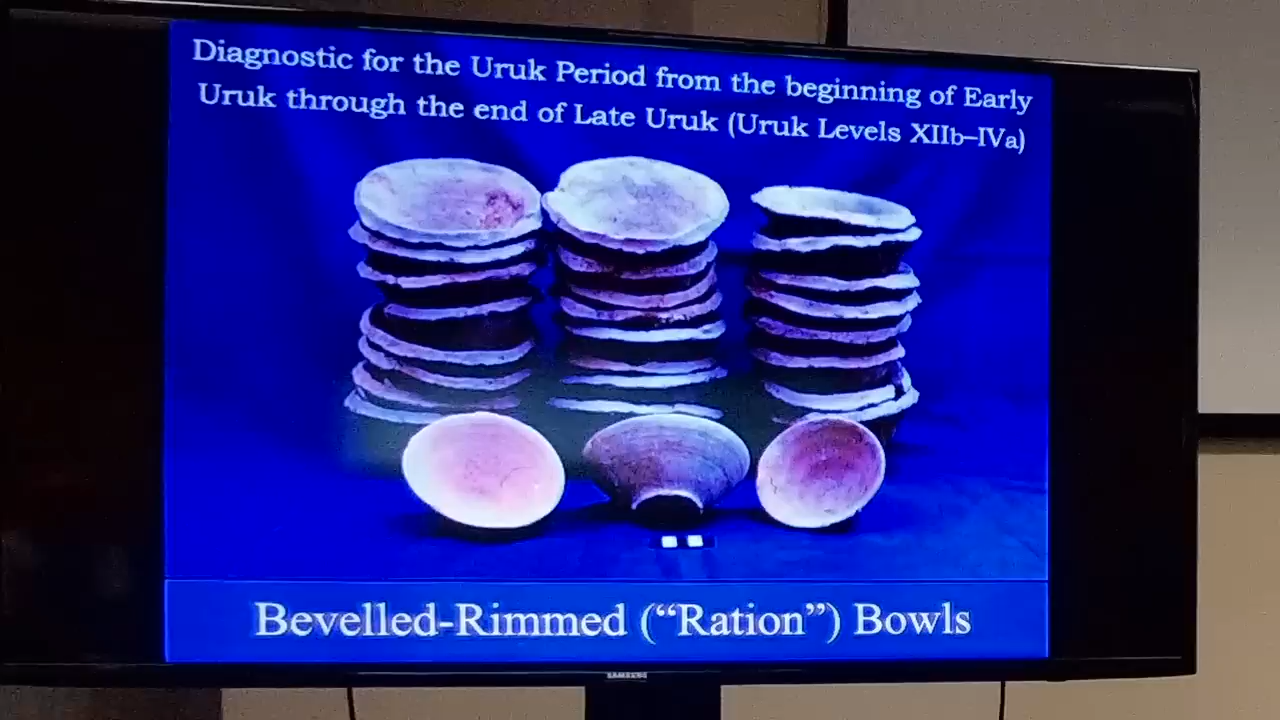 Diagnostic for the Uruk Period from the beginning of Early
Uruk through the end of Late Uruk (Uruk Levels XIIb–IVa)
Bevelled-Rimmed (“Ration”) Bowls
SAMSUNG